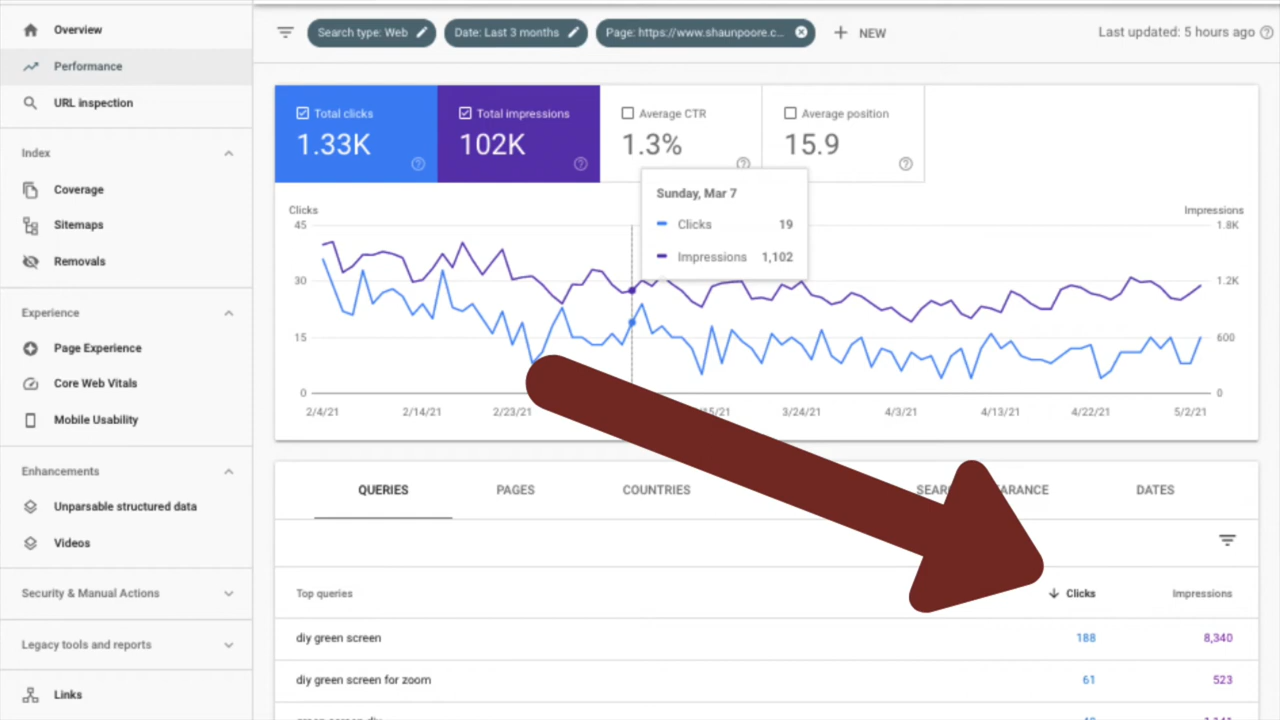 Overview
Performance
URL inspection
Index
Coverage
Sitemaps
Removals
Experience
Page Experience
Core Web Vitals
Mobile Usability
Enhancements
Unparsable structured data
Videos
Security & Manual Actions
Legacy tools and reports
Links
Search type: Web
Date: Last 3 months
Page: https://www.shaunpoore.c...
+ NEW
Last updated: 5 hours ago
Total clicks
1.33K
Total impressions
102K
Average CTR
1.3%
Average position
15.9
Sunday, Mar 7
Clicks 19
Impressions 1,102
Clicks
Impressions
45 1.8K
30 1.2K
15 600
0 0
2/4/21 2/14/21 2/23/21 15/21 3/24/21 4/3/21 4/13/21 4/22/21 5/2/21
QUERIES PAGES COUNTRIES DATES
Top queries Clicks Impressions
diy green screen 188 8,340
diy green screen for zoom 61 523